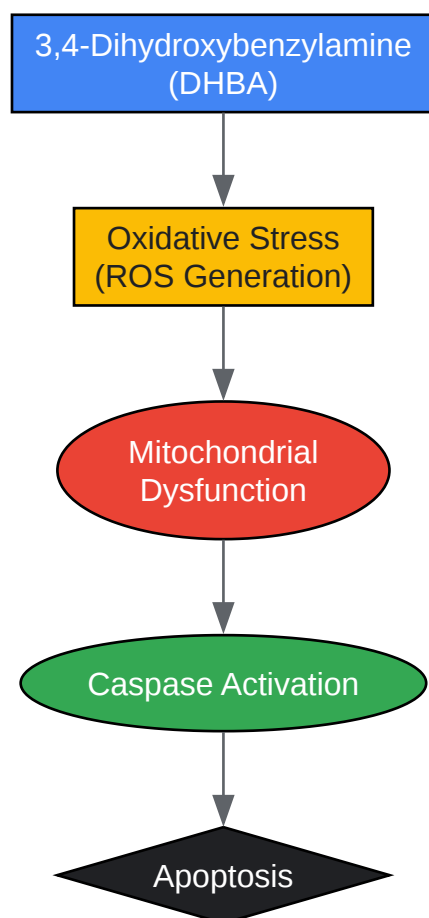 3,4-Dihydroxybenzylamine
(DHBA)
Oxidative Stress
(ROS Generation)
Mitochondrial
Dysfunction
Caspase Activation
Apoptosis